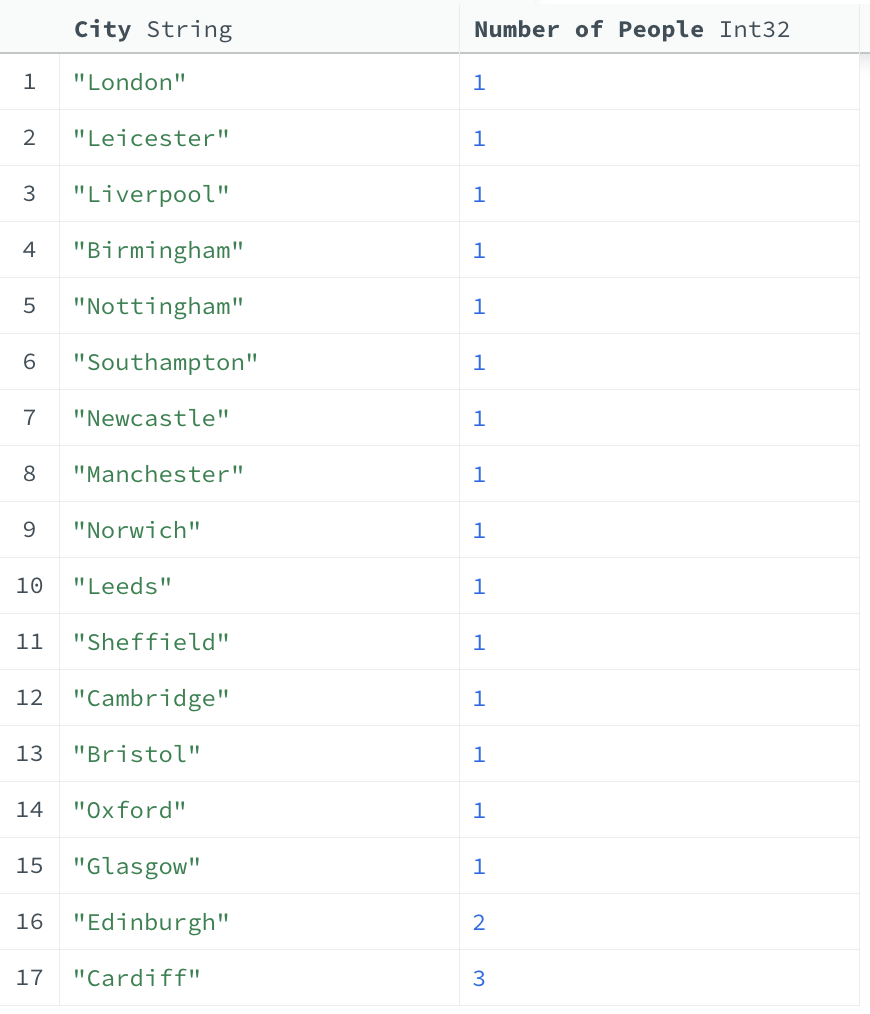 City String Number of People Int32
1 "London" 1
2 "Leicester" 1
3 "Liverpool" 1
4 "Birmingham" 1
5 "Nottingham" 1
6 "Southampton" 1
7 "Newcastle" 1
8 "Manchester" 1
9 "Norwich" 1
10 "Leeds" 1
11 "Sheffield" 1
12 "Cambridge" 1
13 "Bristol" 1
14 "Oxford" 1
15 "Glasgow" 1
16 "Edinburgh" 2
17 "Cardiff" 3